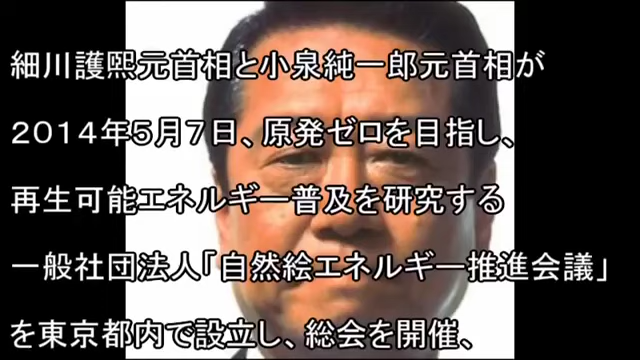 細川護煕元首相と小泉純一郎元首相が
２０１４年５月７日、原発ゼロを目指し、
再生可能エネルギー普及を研究する
一般社団法人「自然絵エネルギー推進会議」
を東京都内で設立し、総会を開催、